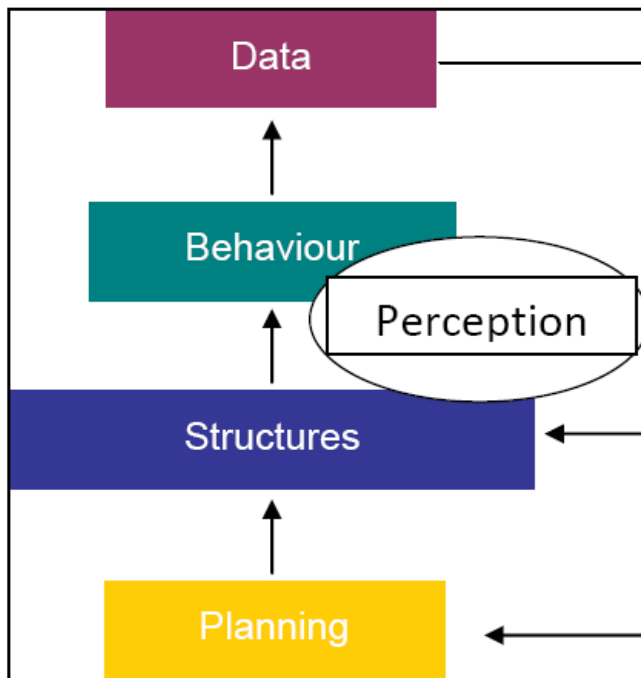 Data
Behaviour
Perception
Structures
Planning